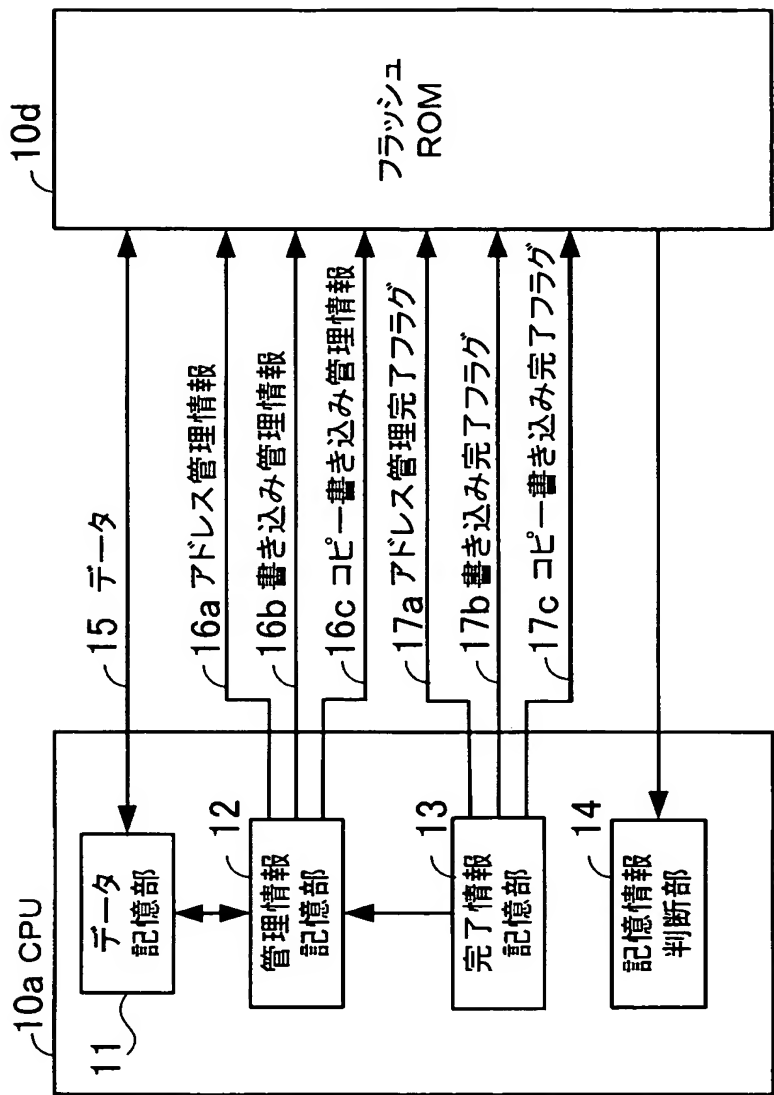 10a CPU
11
データ
記憶部
12
管理情報
記憶部
13
完了情報
記憶部
14
記憶情報
判断部
15 データ
16a アドレス管理情報
16b 書き込み管理情報
16c コピー書き込み管理情報
17a アドレス管理完了フラグ
17b 書き込み完了フラグ
17c コピー書き込み完了フラグ
10d
フラッシュ
ROM